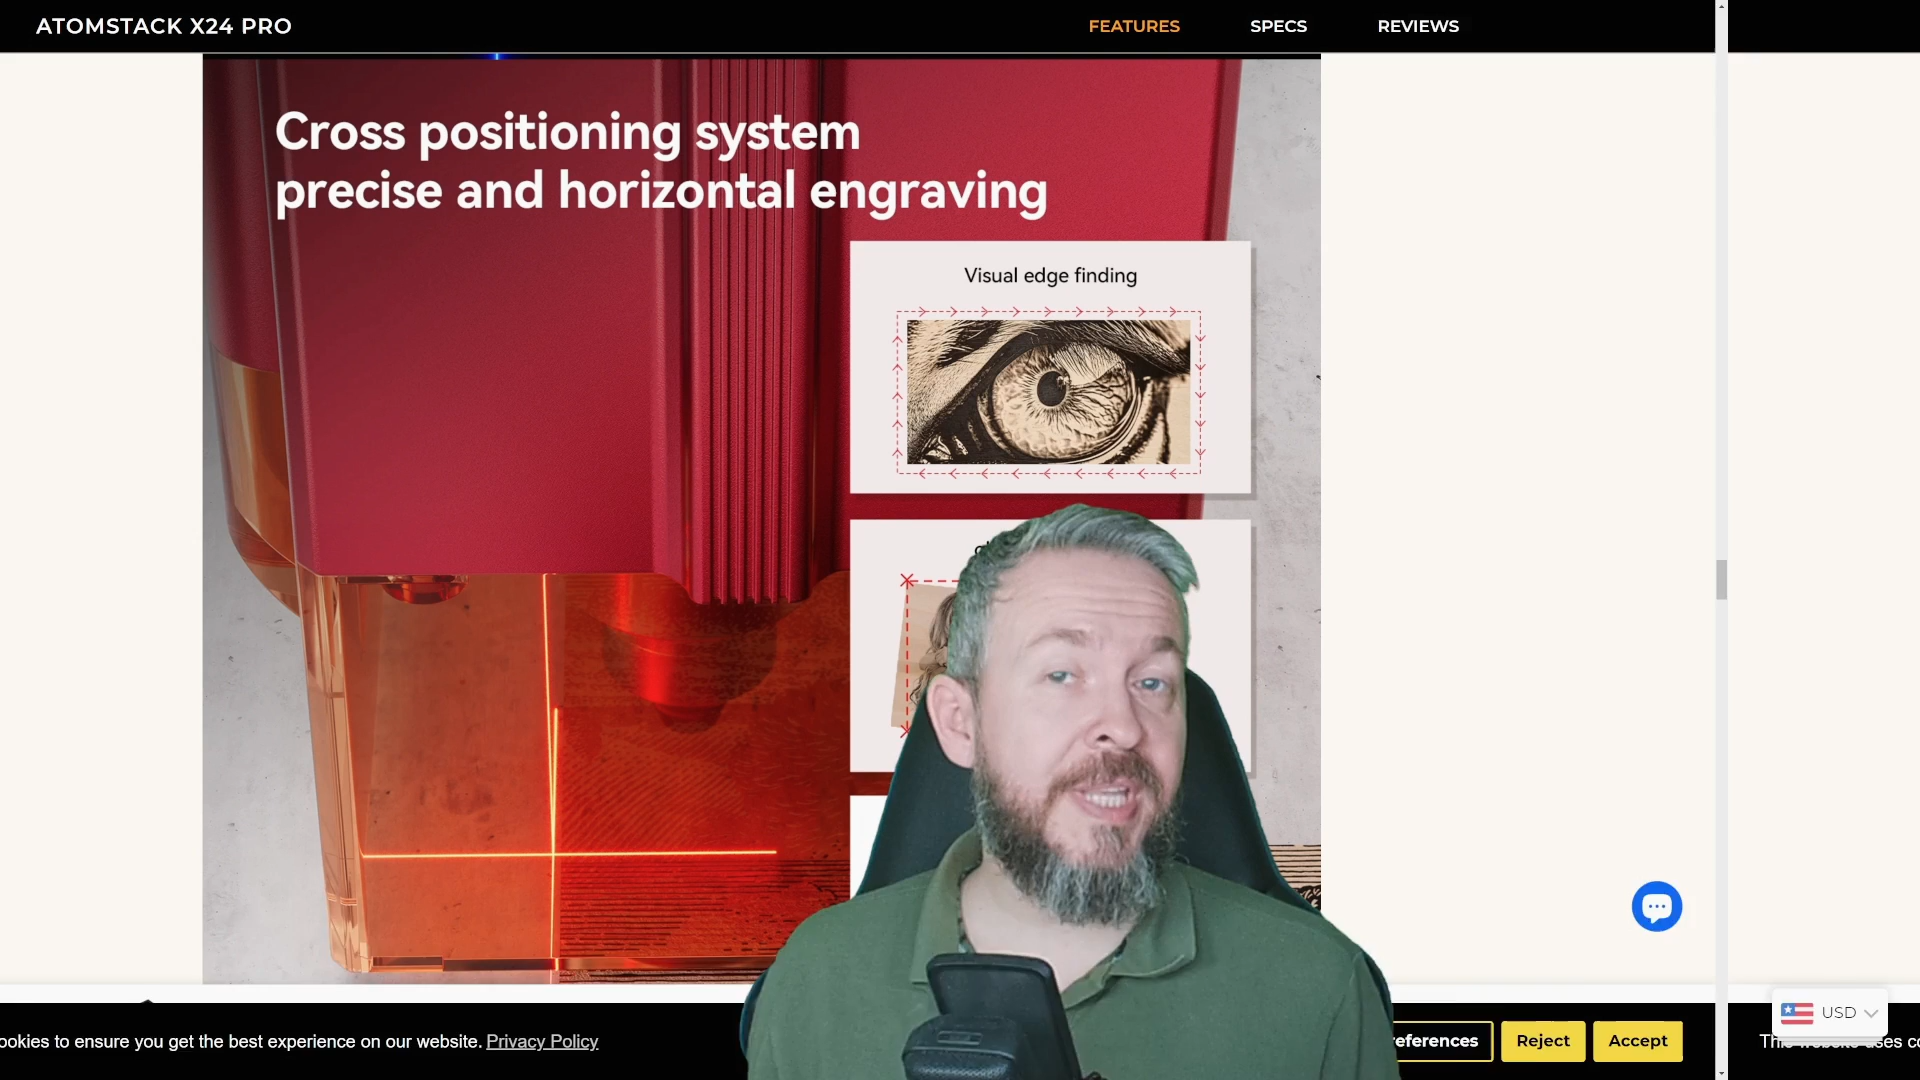 ATOMSTACK X24 PRO
FEATURES
SPECS
REVIEWS
Cross positioning system
precise and horizontal engraving
Visual edge finding
USD
ookies to ensure you get the best experience on our website. Privacy Policy
eferences
Reject
Accept